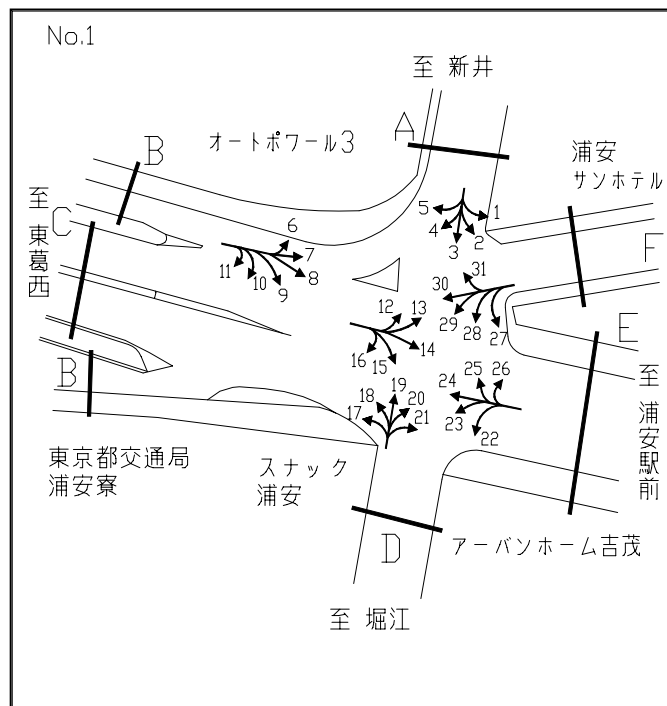 No.1
至 新井
オートポワール3
A
B
浦安
サンホテル
至
東葛西
C
1
2
3
4
5
6
7
8
9
10
11
F
31
30
29
28
27
12
13
14
15
16
E
B
至
浦安駅前
17
18
19
20
21
22
23
24
25
26
東京都交通局
浦安寮
スナック
浦安
D
アーバンホーム吉茂
至 堀江